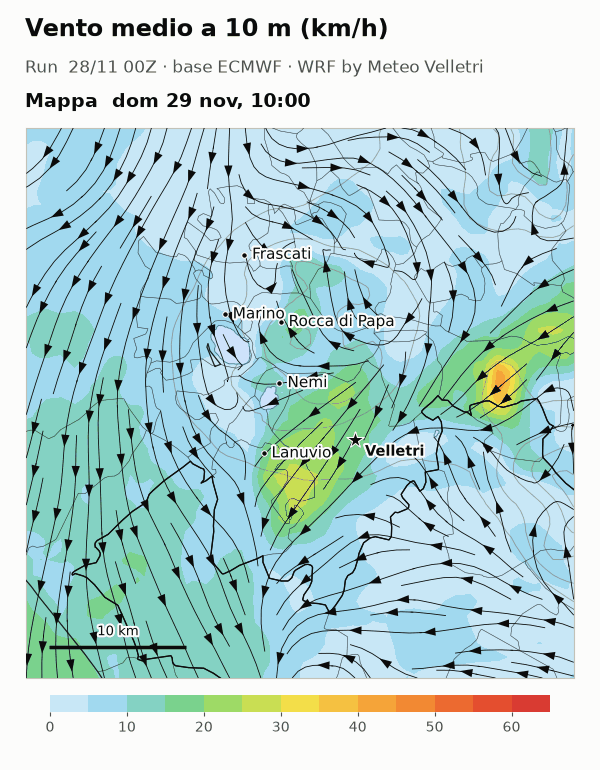 Vento medio a 10 m (km/h)
Run  28/11 00Z · base ECMWF · WRF by Meteo Velletri
Mappa  dom 29 nov, 10:00
Frascati
Marino
Rocca di Papa
Nemi
Velletri
Lanuvio
10 km
0 10 20 30 40 50 60